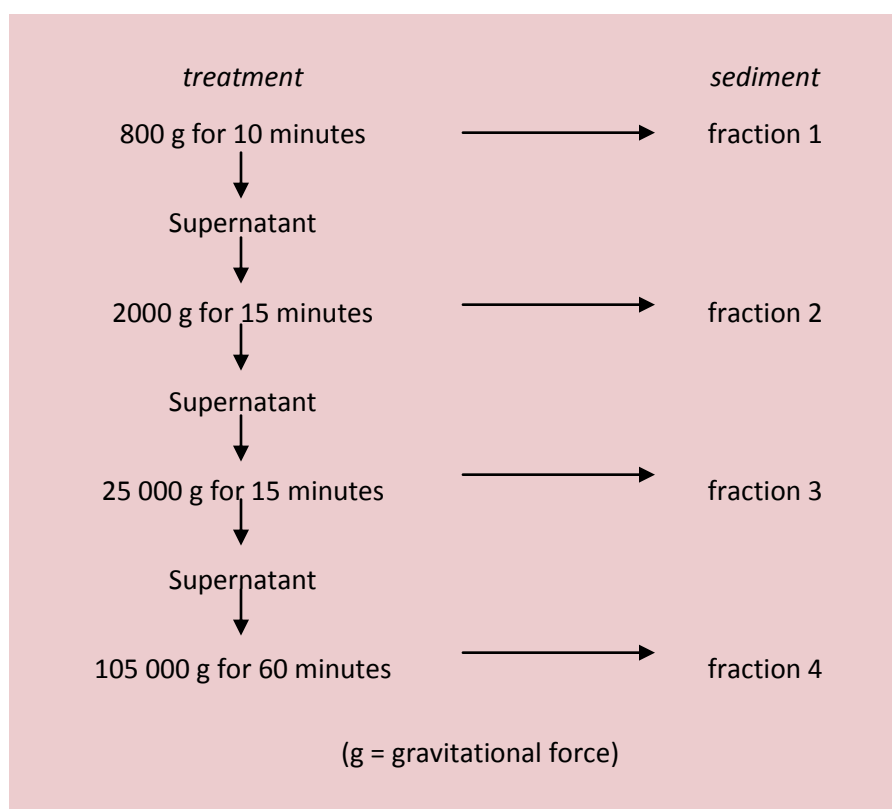 treatment sediment
800 g for 10 minutes fraction 1
Supernatant
2000 g for 15 minutes fraction 2
Supernatant
25 000 g for 15 minutes fraction 3
Supernatant
105 000 g for 60 minutes fraction 4
(g = gravitational force)